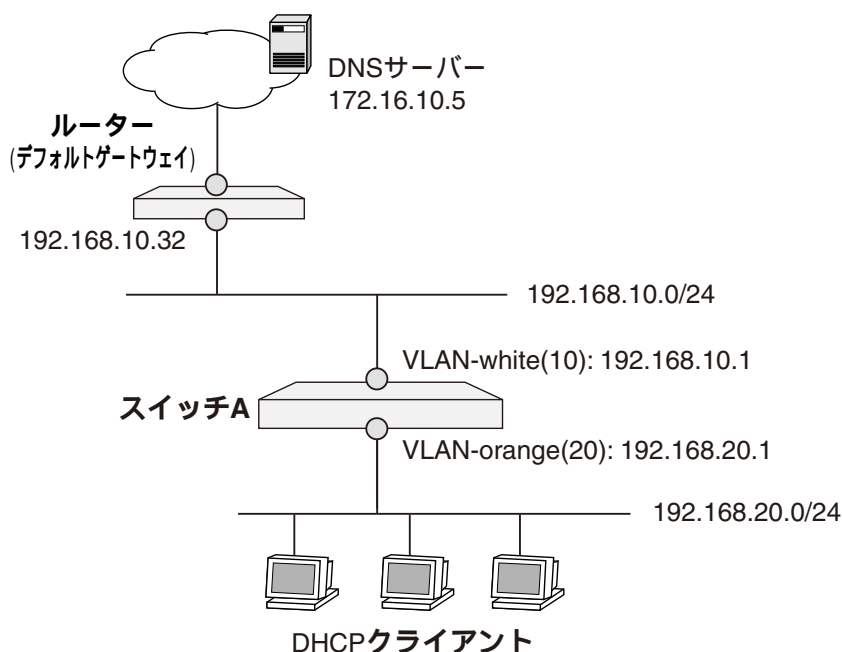 DNSサーバー
172.16.10.5
ルーター
(デフォルトゲートウェイ)
192.168.10.32
192.168.10.0/24
VLAN-white(10): 192.168.10.1
スイッチA
VLAN-orange(20): 192.168.20.1
192.168.20.0/24
DHCPクライアント